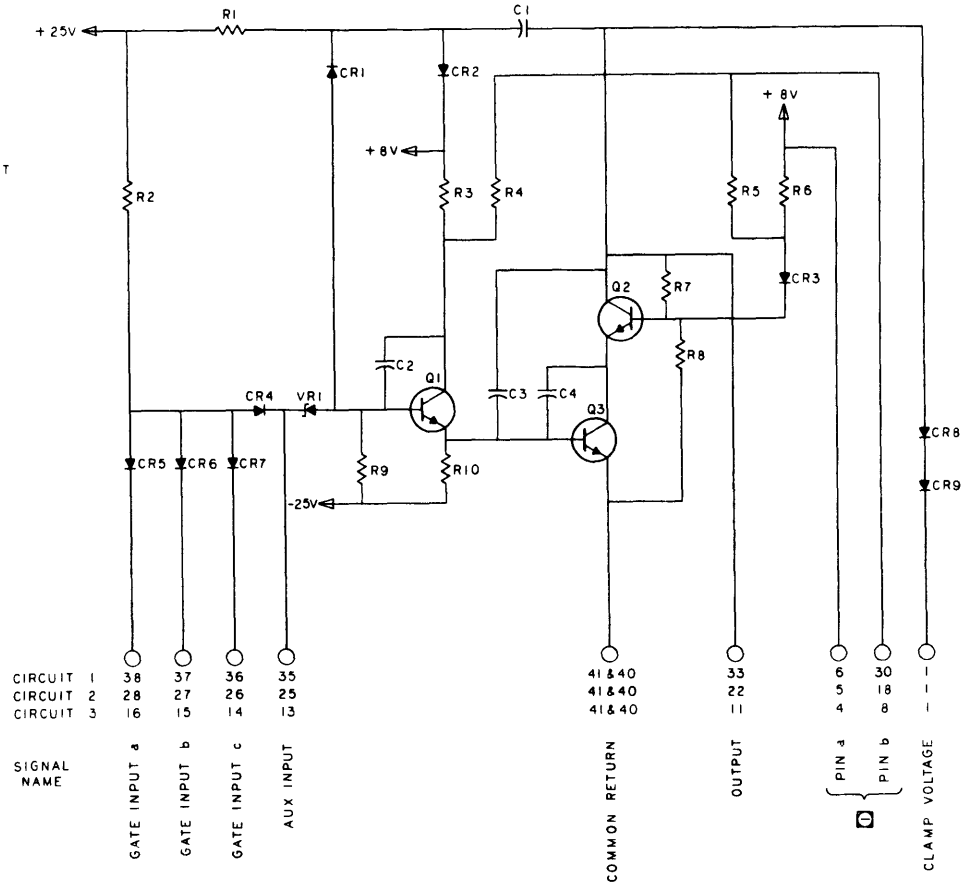 C1
R1
+ 25V
CR1
CR2
+ 8V
T
+8V
R2
R3
R4
R5
R6
CR3
Q2
R7
R8
C2
Q1
CR4
VR1
C3
C4
Q3
CR8
CR5
CR6
CR7
R9
R10
CR9
-25V
CIRCUIT 1 38 37 36 35 41 & 40 33 6 30 1
CIRCUIT 2 28 27 26 25 41 & 40 22 5 18 1
CIRCUIT 3 16 15 14 13 41 & 40 11 4 8 1
SIGNAL
NAME
GATE INPUT a
GATE INPUT b
GATE INPUT c
AUX INPUT
COMMON RETURN
OUTPUT
PIN a
PIN b
1
CLAMP VOLTAGE